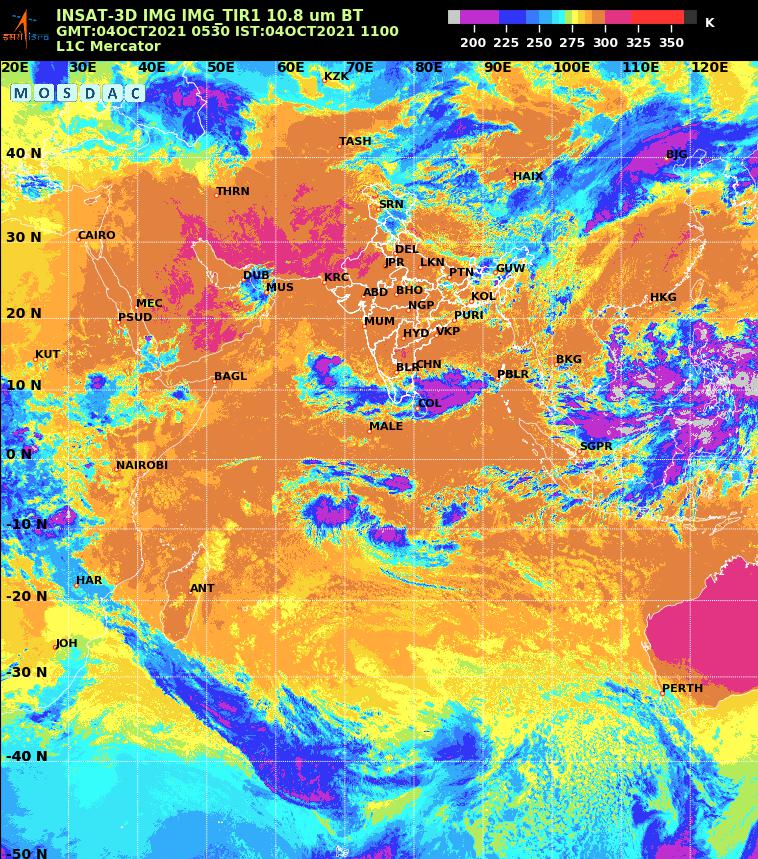 INSAT-3D IMG IMG_TIR1 10.8 um BT
GMT:04OCT2021 0530 IST:04OCT2021 1100
L1C Mercator
K
200 225 250 275 300 325 350
20E 30E 40E 50E 60E 70E 80E 90E 100E 110E 120E
KZK
M O S D A C
TASH
40 N
BJG
HAIX
THRN
SRN
30 N
CAIRO
DEL
JPR LKN
PTN GUW
DUB
KRC
MUS
ABD BHO
KOL
HKG
MEC
NGP
20 N
PSUD
PURI
MUM
HYD VKP
KUT
BKG
BLR CHN
PBLR
BAGL
10 N
COL
MALE
SGPR
0 N
NAIROBI
-10 N
HAR
ANT
-20 N
JOH
-30 N
PERTH
-40 N
-50 N